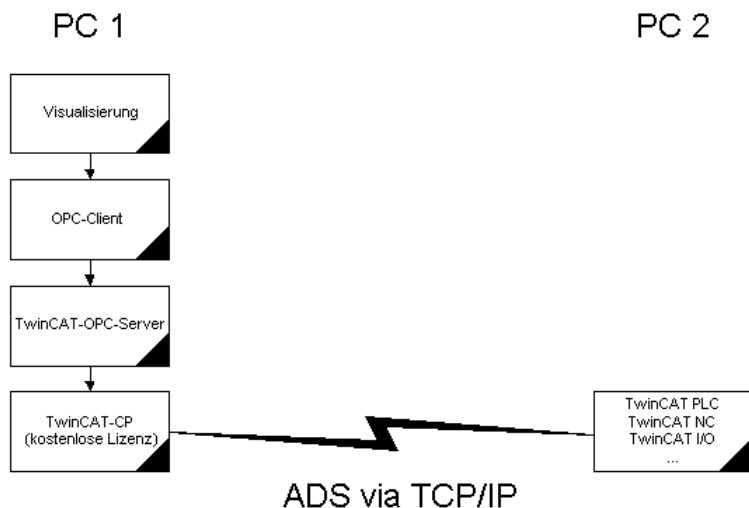 PC 1
PC 2
Visualisierung
OPC-Client
TwinCAT-OPC-Server
TwinCAT-CP
(kostenlose Lizenz)
TwinCAT PLC
TwinCAT NC
TwinCAT I/O
...
ADS via TCP/IP